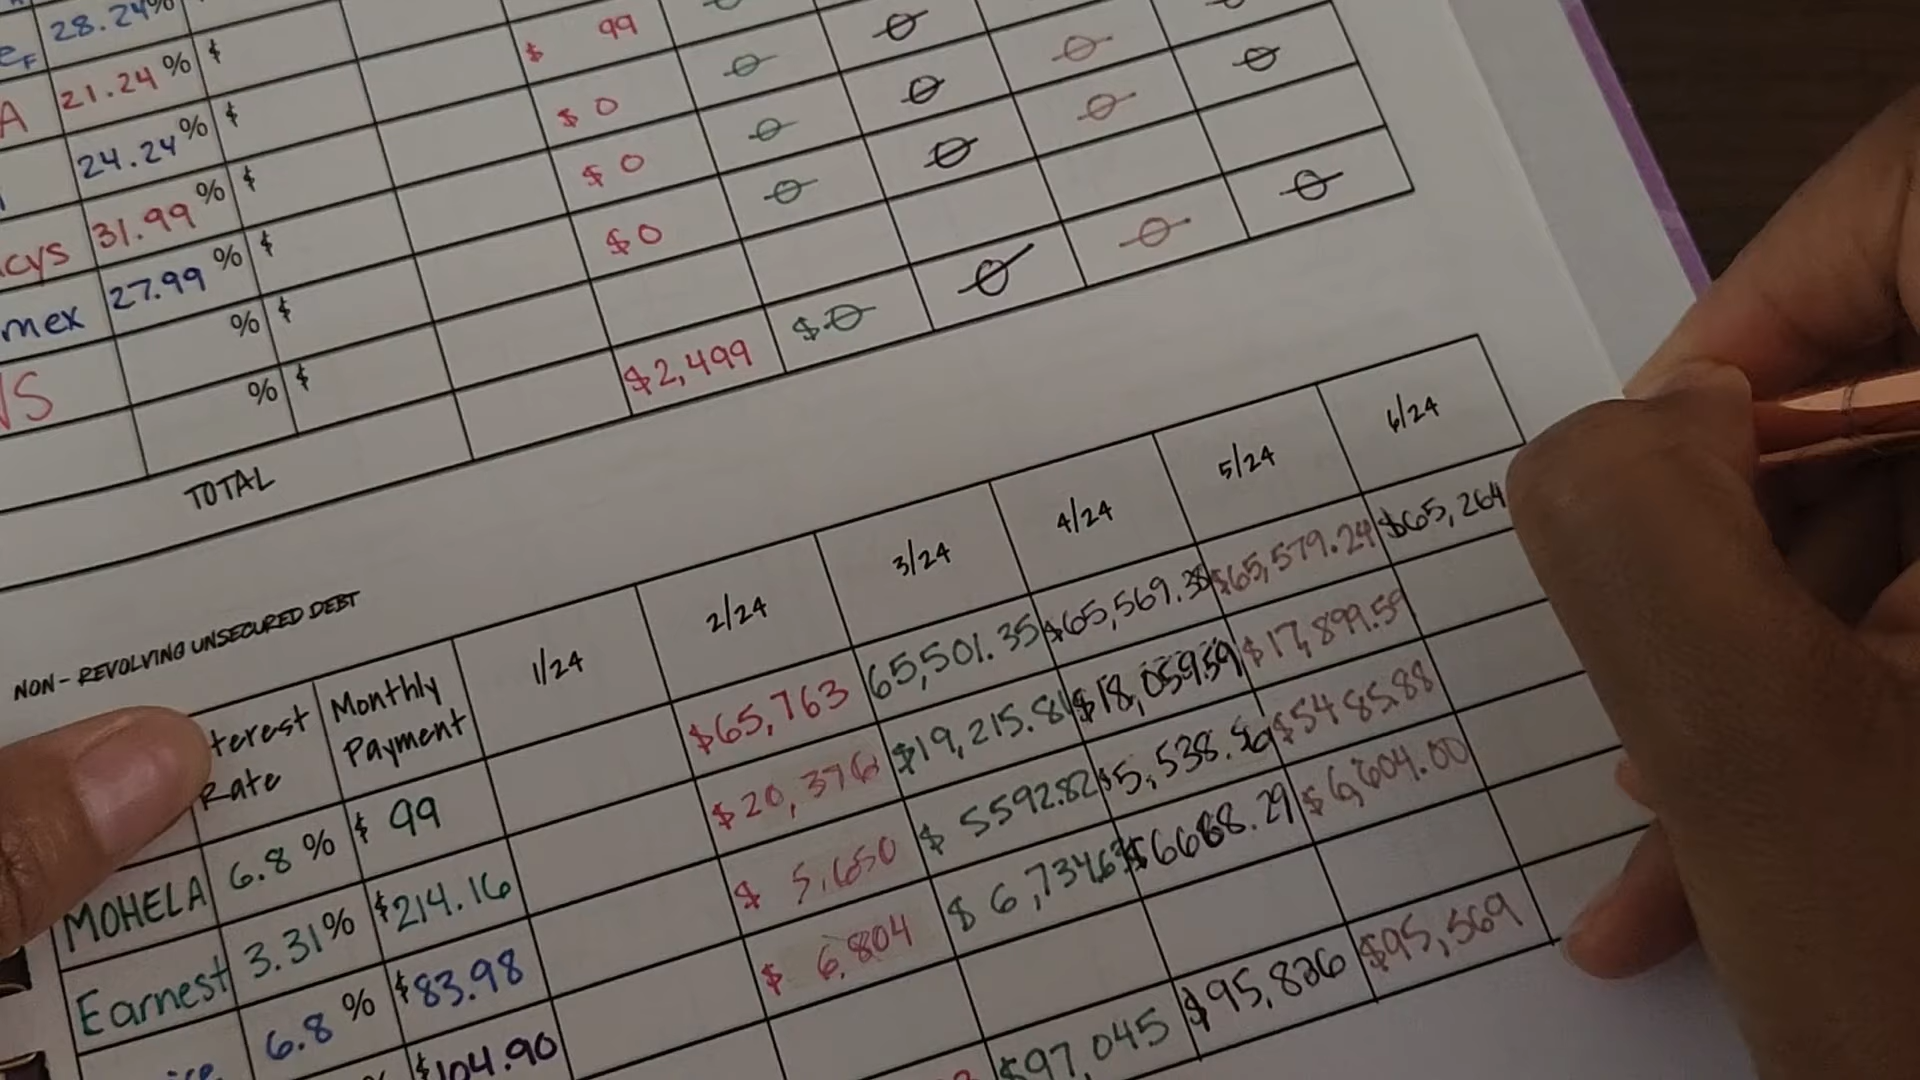 28.24%
21.24 % $ $ 99
24.24 % $ $ 0
cys 31.99 % $ $ 0
mex 27.99 % $ $ 0
% $
% $ $2,499 $ 0
TOTAL
NON-REVOLVING UNSECURED DEBT
terest Rate Monthly Payment 1/24 2/24 3/24 4/24 5/24 6/24
MOHELA 6.8 % $ 99 $65,763 65,501.35 $65,569.38 $65,579.24 $65,264
Earnest 3.31% $214.16 $20,376 $19,215.81 $18,059.59 $17,899.59
6.8 % $83.98 $ 5,650 $ 5592.82 $5,538. $5485.88
% $104.90 $ 6,804 $ 6,734.63 $6668.29 $6,604.00
$97,045 $95,836 $95,569